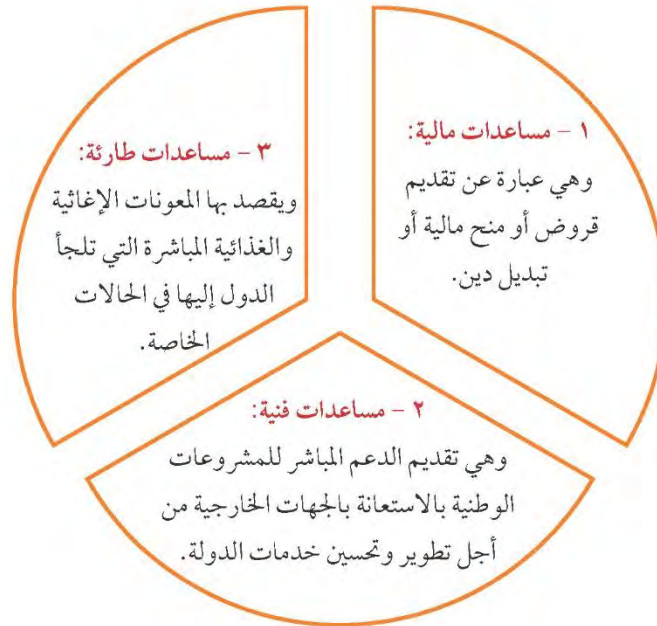 ١ - مساعدات مالية:
وهي عبارة عن تقديم
قروض أو منح مالية أو
تبديل دين.
٢ - مساعدات فنية:
وهي تقديم الدعم المباشر للمشروعات
الوطنية بالاستعانة بالجهات الخارجية من
أجل تطوير وتحسين خدمات الدولة.
٣ - مساعدات طارئة:
ويقصد بها المعونات الإغاثية
والغذائية المباشرة التي تلجأ
الدول إليها في الحالات
الخاصة.